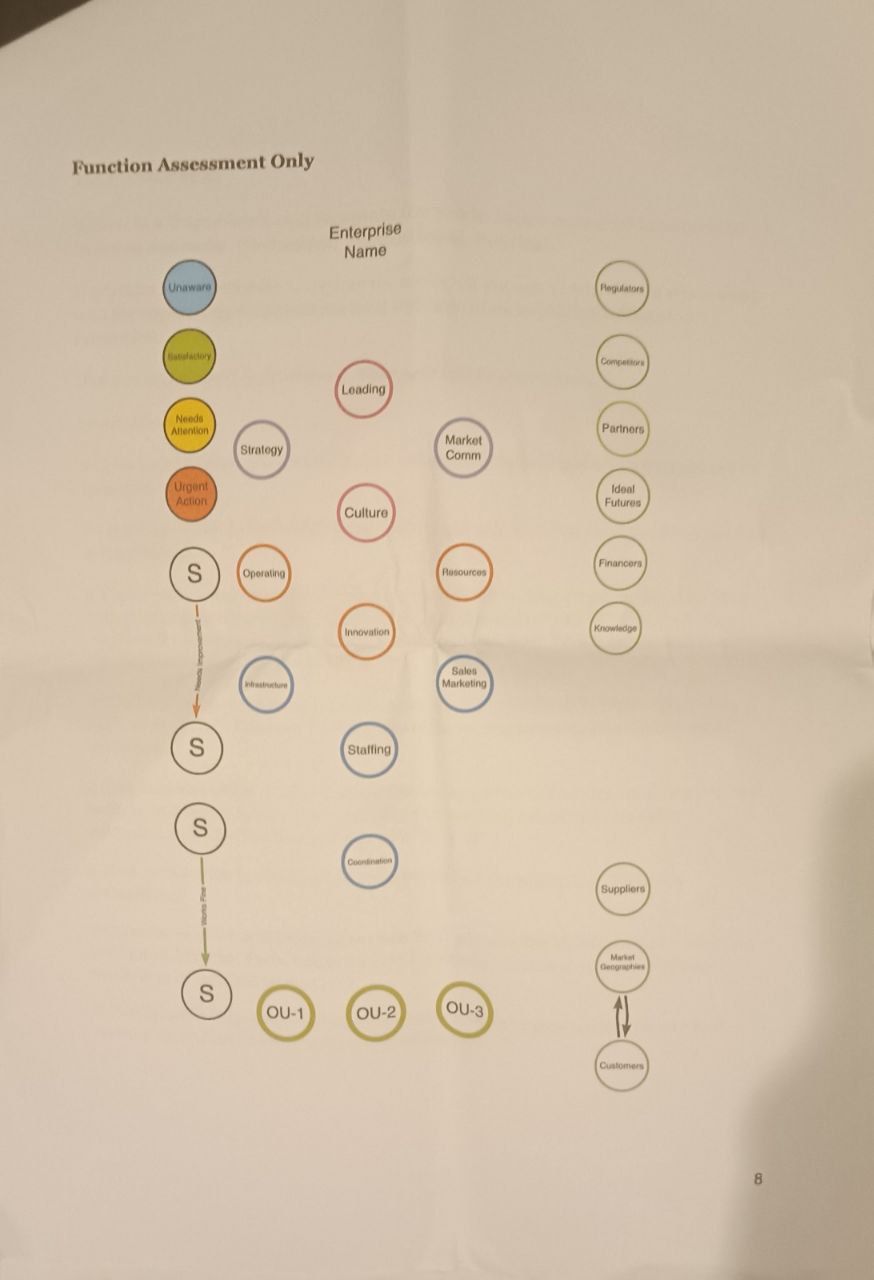 Function Assessment Only
Enterprise
Name
Unaware
Satisfactory
Needs
Attention
Urgent
Action
S
Needs Improvement
S
S
Works Fine
S
Leading
Strategy
Market
Comm
Culture
Operating
Resources
Innovation
Infrastructure
Sales
Marketing
Staffing
Coordination
OU-1
OU-2
OU-3
Regulators
Competitors
Partners
Ideal
Futures
Financers
Knowledge
Suppliers
Market
Geographies
Customers
8